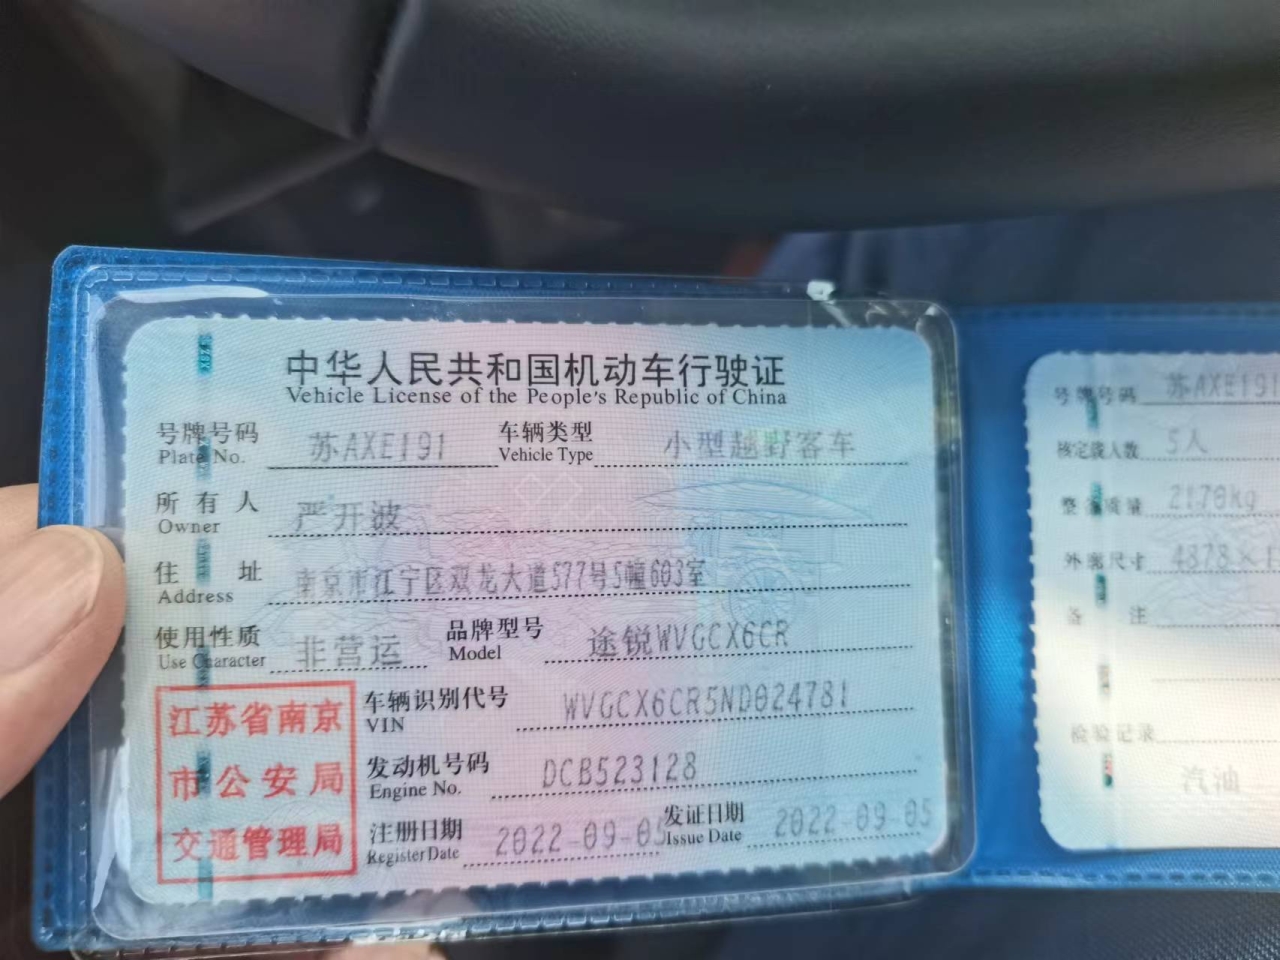 中华人民共和国机动车行驶证
Vehicle License of the People's Republic of China
号牌号码 苏AXE191 车辆类型 小型越野客车
Plate No. Vehicle Type
所有人 严开波
Owner
住址 南京市江宁区双龙大道577号5幢603室
Address
使用性质 非营运 品牌型号 途锐WVGCX6CR
Use Character Model
江苏省南京
市公安局
交通管理局
车辆识别代号 WVGCX6CR5ND024781
VIN
发动机号码 DCB523128
Engine No.
注册日期 2022-09-05 发证日期 2022-09-05
Register Date Issue Date
号牌号码 苏AXE191
核定载人数 5人
整备质量 2170kg
外廓尺寸 4878×1
备注
检验记录
汽油